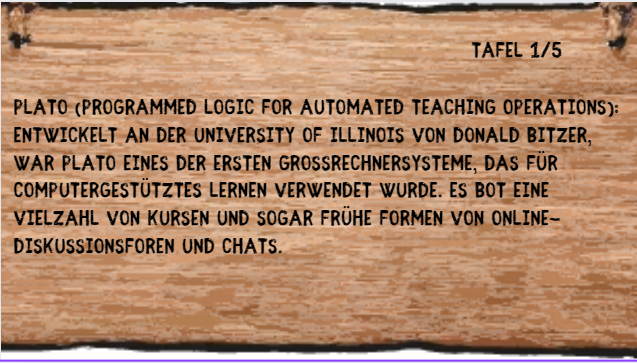 TAFEL 1/5
PLATO (PROGRAMMED LOGIC FOR AUTOMATED TEACHING OPERATIONS):
ENTWICKELT AN DER UNIVERSITY OF ILLINOIS VON DONALD BITZER,
WAR PLATO EINES DER ERSTEN GROSSRECHNERSYSTEME, DAS FÜR
COMPUTERGESTÜTZTES LERNEN VERWENDET WURDE. ES BOT EINE
VIELZAHL VON KURSEN UND SOGAR FRÜHE FORMEN VON ONLINE-
DISKUSSIONSFOREN UND CHATS.